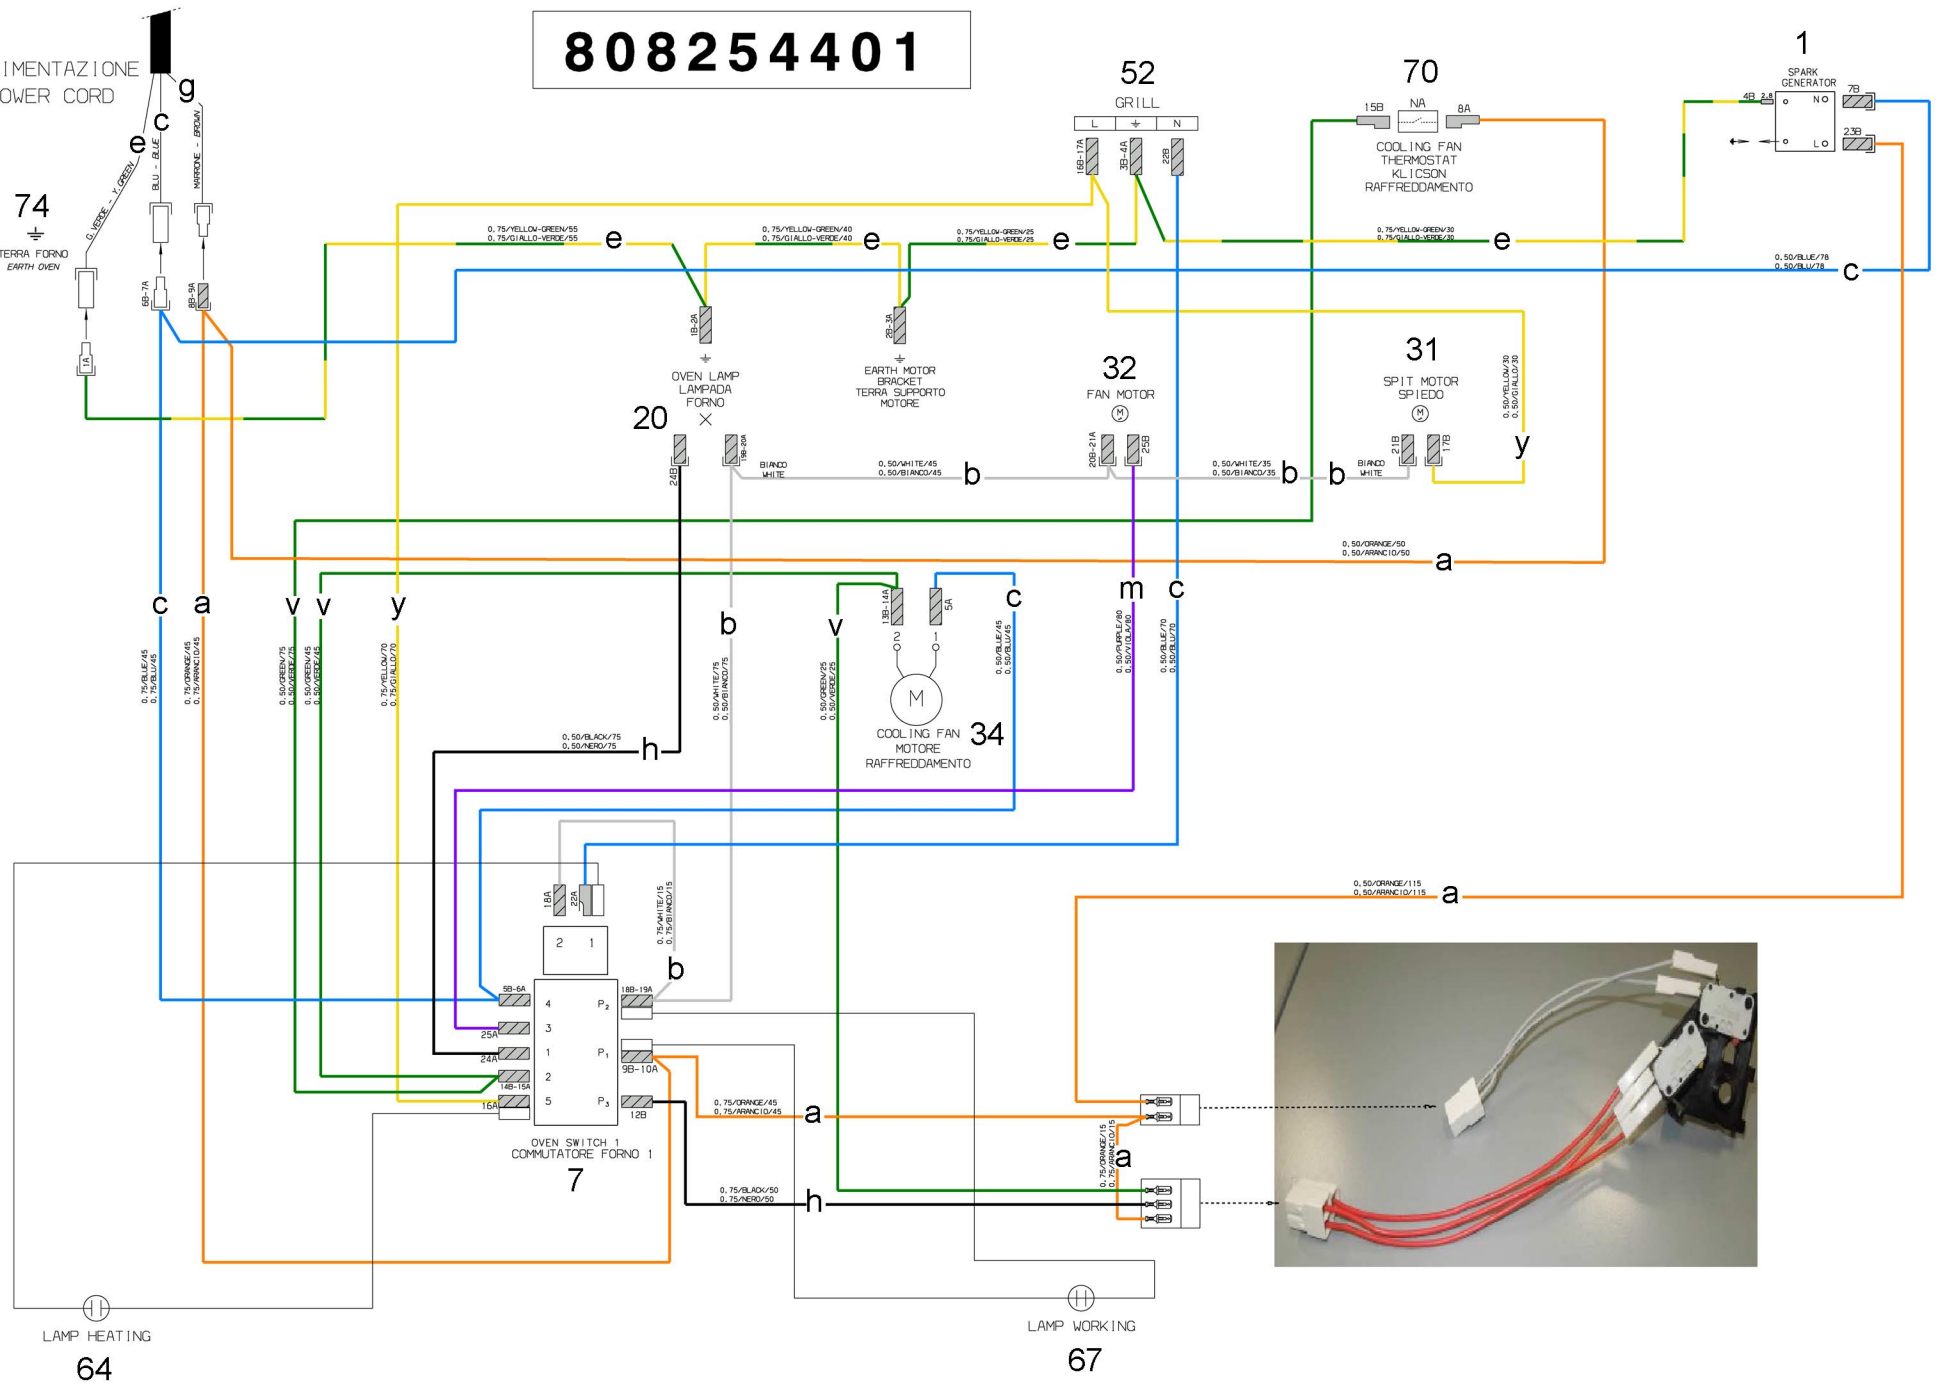 808254401
IMENTAZIONE
OWER CORD
g
c
e
G.VERDE - Y.GREEN
BLU - BLUE
MARRONE - BROWN
74
TERRA FORNO
EARTH OVEN
1A
6B-7A
8B-9A
52
GRILL
L
N
16B-17A
3B-4A
22B
70
15B
NA
8A
COOLING FAN
THERMOSTAT
KLICSON
RAFFREDDAMENTO
1
SPARK
GENERATOR
4B
2.8
N
L
7B
23B
0.75/YELLOW-GREEN/55
0.75/GIALLO-VERDE/55
e
0.75/YELLOW-GREEN/40
0.75/GIALLO-VERDE/40
e
0.75/YELLOW-GREEN/25
0.75/GIALLO-VERDE/25
e
0.75/YELLOW-GREEN/30
0.75/GIALLO-VERDE/30
e
0.50/BLUE/78
0.50/BLU/78
c
1B-2A
OVEN LAMP
LAMPADA
FORNO
20
24B
19B-20A
2B-3A
EARTH MOTOR
BRACKET
TERRA SUPPORTO
MOTORE
32
FAN MOTOR
M
20B-21A
25B
31
SPIT MOTOR
SPIEDO
M
21B
17B
0.50/YELLOW/30
0.50/GIALLO/30
y
BIANCO
WHITE
0.50/WHITE/45
0.50/BIANCO/45
b
0.50/WHITE/35
0.50/BIANCO/35
b
b
BIANCO
WHITE
0.50/ORANGE/50
0.50/ARANCIO/50
a
c
0.75/BLUE/45
0.75/BLU/45
a
0.75/ORANGE/45
0.75/ARANCIO/45
v
0.50/GREEN/75
0.50/VERDE/75
v
0.50/GREEN/45
0.50/VERDE/45
y
0.75/YELLOW/70
0.75/GIALLO/70
b
0.50/WHITE/75
0.50/BIANCO/75
v
0.50/GREEN/25
0.50/VERDE/25
13B-14A
5A
2
1
M
COOLING FAN
MOTORE
RAFFREDDAMENTO
34
c
0.50/BLUE/45
0.50/BLU/45
m
0.50/PURPLE/80
0.50/VIOLA/80
c
0.50/BLUE/70
0.50/BLU/70
0.50/BLACK/75
0.50/NERO/75
h
18A
22A
0.75/WHITE/15
0.75/BIANCO/15
b
2 1
5B-6A
4
25A
3
24A
1
14B-15A
2
16A
5
P2
18B-19A
P1
9B-10A
P3
12B
OVEN SWITCH 1
COMMUTATORE FORNO 1
7
0.50/ORANGE/115
0.50/ARANCIO/115
a
0.75/ORANGE/45
0.75/ARANCIO/45
a
0.75/ORANGE/15
0.75/ARANCIO/15
a
0.75/BLACK/50
0.75/NERO/50
h
LAMP HEATING
64
LAMP WORKING
67